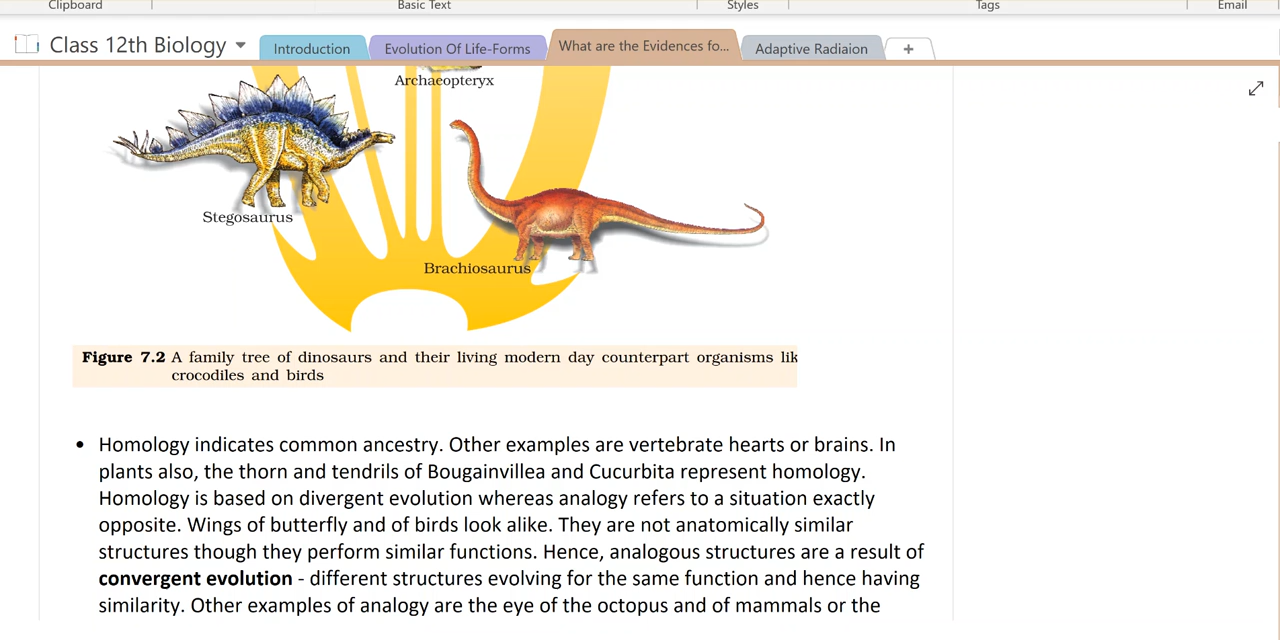 Clipboard
Basic Text
Styles
Tags
Email
Class 12th Biology
Introduction
Evolution Of Life-Forms
What are the Evidences fo...
Adaptive Radiaion
+
Archaeopteryx
Stegosaurus
Brachiosaurus
Figure 7.2 A family tree of dinosaurs and their living modern day counterpart organisms lik
crocodiles and birds
• Homology indicates common ancestry. Other examples are vertebrate hearts or brains. In
plants also, the thorn and tendrils of Bougainvillea and Cucurbita represent homology.
Homology is based on divergent evolution whereas analogy refers to a situation exactly
opposite. Wings of butterfly and of birds look alike. They are not anatomically similar
structures though they perform similar functions. Hence, analogous structures are a result of
convergent evolution - different structures evolving for the same function and hence having
similarity. Other examples of analogy are the eye of the octopus and of mammals or the